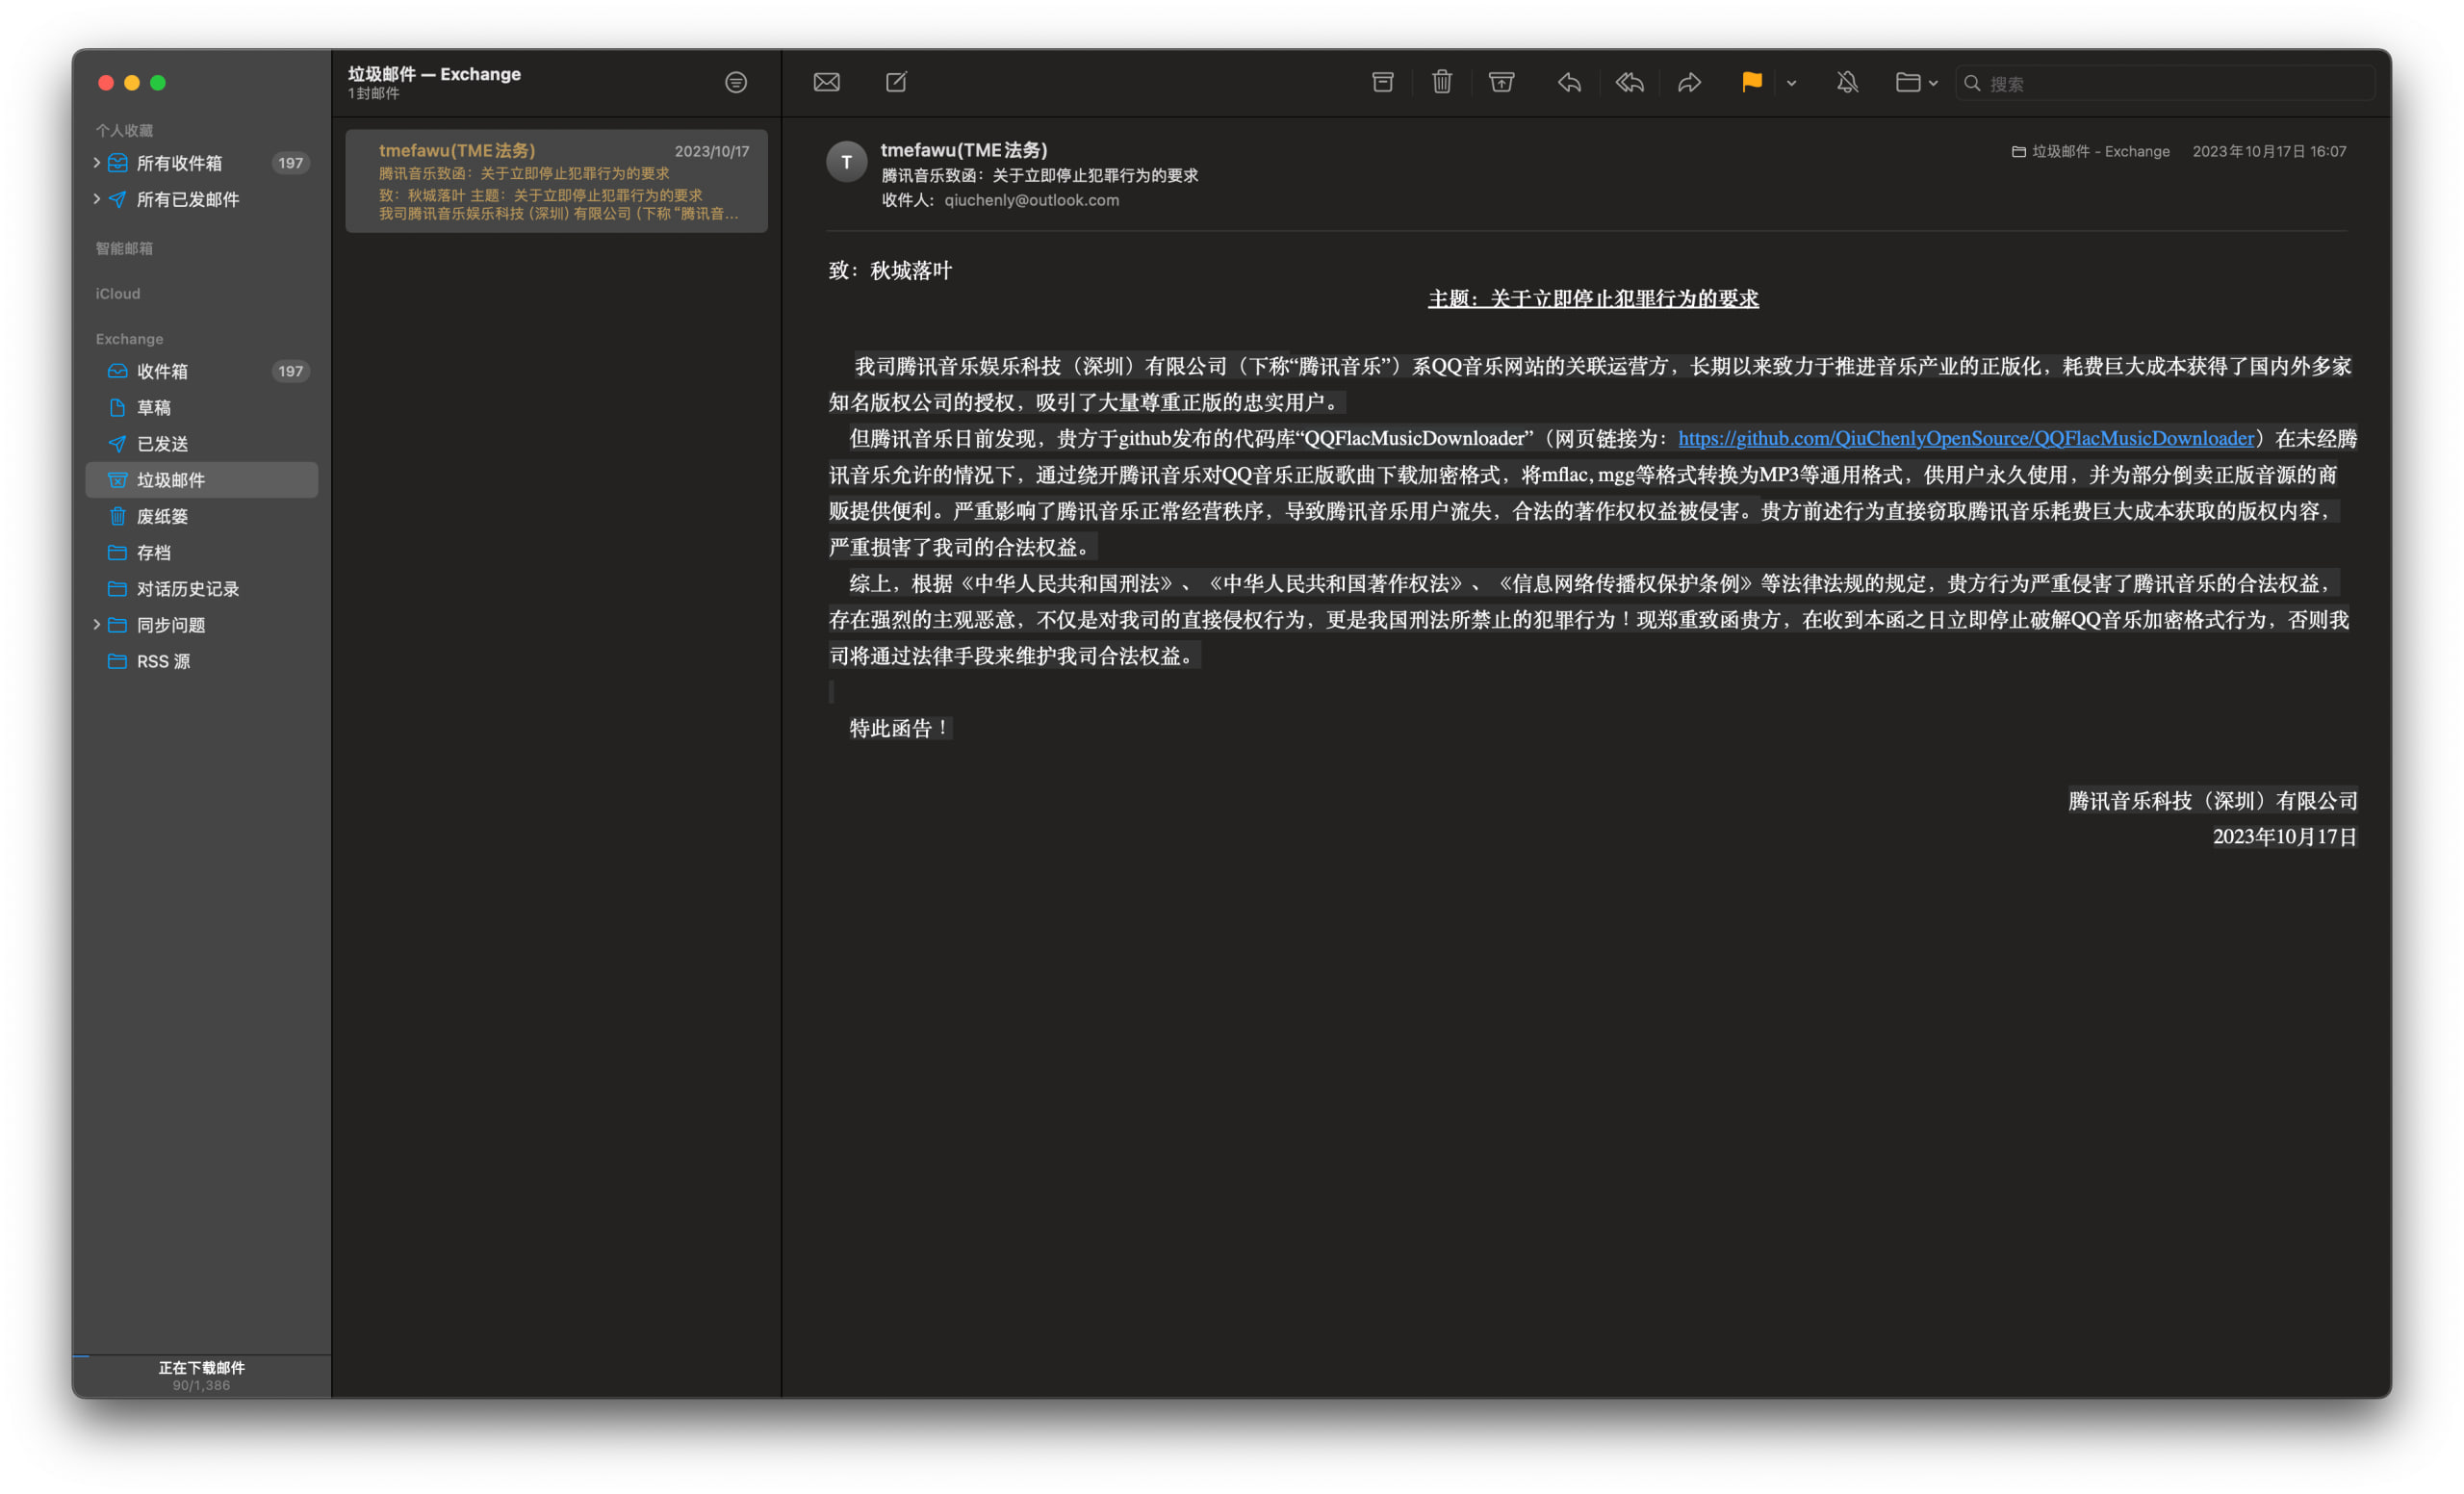 个人收藏
所有收件箱 197
所有已发邮件
智能邮箱
iCloud
Exchange
收件箱 197
草稿
已发送
垃圾邮件
废纸篓
存档
对话历史记录
同步问题
RSS 源
正在下载邮件
90/1,386
垃圾邮件 — Exchange
1封邮件
tmefawu(TME法务) 2023/10/17
腾讯音乐致函：关于立即停止犯罪行为的要求
致：秋城落叶 主题：关于立即停止犯罪行为的要求
我司腾讯音乐娱乐科技（深圳）有限公司（下称“腾讯音...
搜索
T
tmefawu(TME法务) 垃圾邮件 - Exchange 2023年10月17日 16:07
腾讯音乐致函：关于立即停止犯罪行为的要求
收件人：qiuchenly@outlook.com
致：秋城落叶
主题：关于立即停止犯罪行为的要求
我司腾讯音乐娱乐科技（深圳）有限公司（下称“腾讯音乐”）系QQ音乐网站的关联运营方，长期以来致力于推进音乐产业的正版化，耗费巨大成本获得了国内外多家
知名版权公司的授权，吸引了大量尊重正版的忠实用户。
但腾讯音乐日前发现，贵方于github发布的代码库“QQFlacMusicDownloader”（网页链接为：https://github.com/QiuChenlyOpenSource/QQFlacMusicDownloader）在未经腾
讯音乐允许的情况下，通过绕开腾讯音乐对QQ音乐正版歌曲下载加密格式，将mflac, mgg等格式转换为MP3等通用格式，供用户永久使用，并为部分倒卖正版音源的商
贩提供便利。严重影响了腾讯音乐正常经营秩序，导致腾讯音乐用户流失，合法的著作权权益被侵害。贵方前述行为直接窃取腾讯音乐耗费巨大成本获取的版权内容，
严重损害了我司的合法权益。
综上，根据《中华人民共和国刑法》、《中华人民共和国著作权法》、《信息网络传播权保护条例》等法律法规的规定，贵方行为严重侵害了腾讯音乐的合法权益，
存在强烈的主观恶意，不仅是对我司的直接侵权行为，更是我国刑法所禁止的犯罪行为！现郑重致函贵方，在收到本函之日立即停止破解QQ音乐加密格式行为，否则我
司将通过法律手段来维护我司合法权益。
特此函告！
腾讯音乐科技（深圳）有限公司
2023年10月17日